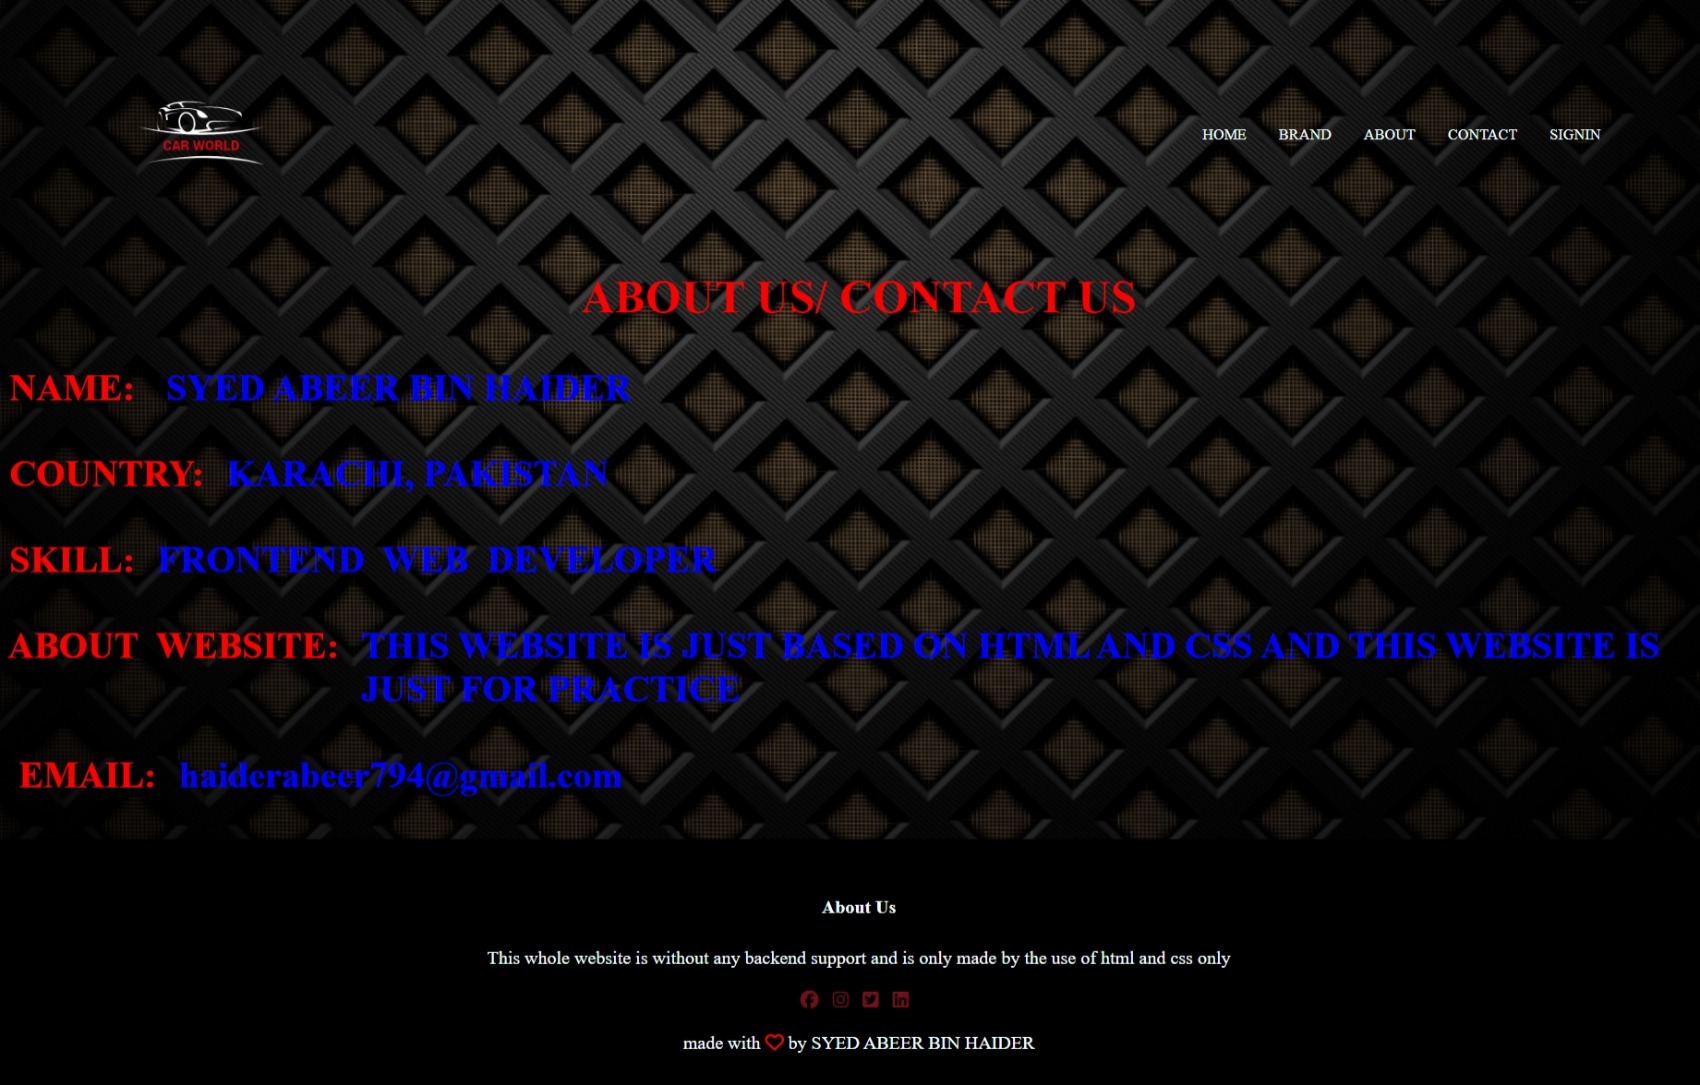 CAR WORLD
HOME BRAND ABOUT CONTACT SIGNIN
ABOUT US/ CONTACT US
NAME: SYED ABEER BIN HAIDER
COUNTRY: KARACHI, PAKISTAN
SKILL: FRONTEND WEB DEVELOPER
ABOUT WEBSITE: THIS WEBSITE IS JUST BASED ON HTML AND CSS AND THIS WEBSITE IS
JUST FOR PRACTICE
EMAIL: haiderabeer794@gmail.com
About Us
This whole website is without any backend support and is only made by the use of html and css only
made with by SYED ABEER BIN HAIDER